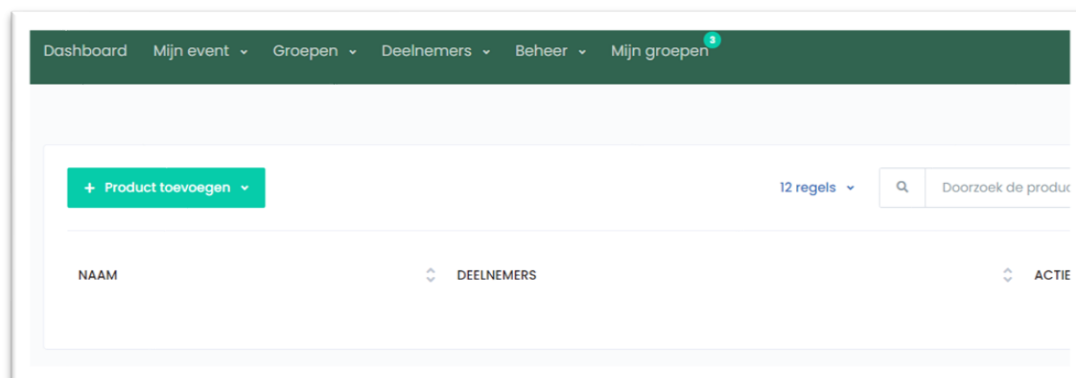 Dashboard Mijn event Groepen Deelnemers Beheer Mijn groepen 3
+ Product toevoegen 12 regels Doorzoek de produc
NAAM DEELNEMERS ACTIE